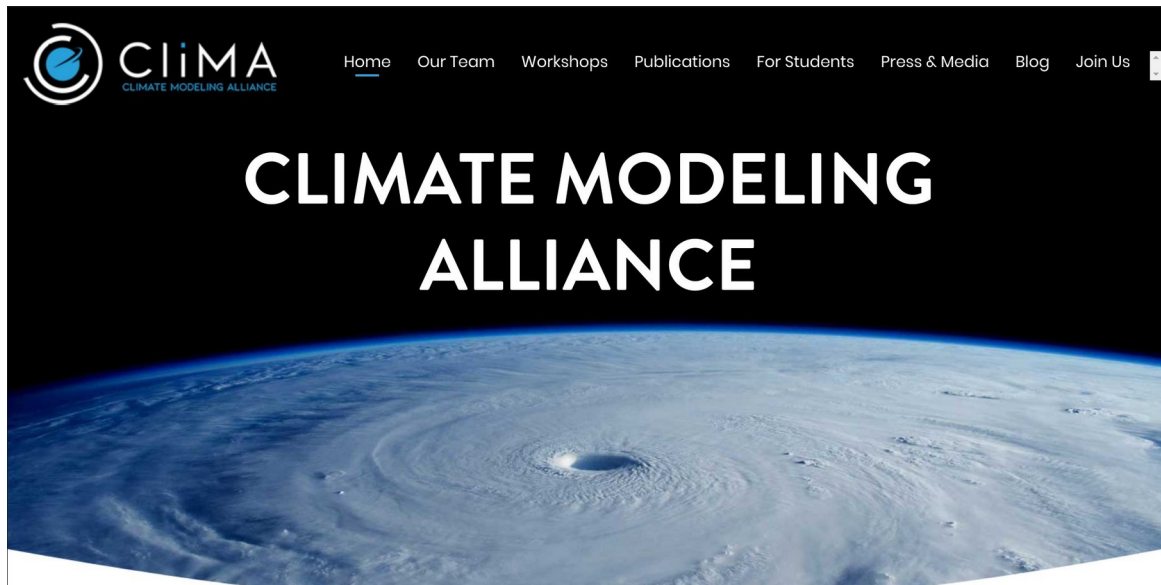 CLiMA
CLIMATE MODELING ALLIANCE
Home Our Team Workshops Publications For Students Press & Media Blog Join Us
CLIMATE MODELING
ALLIANCE